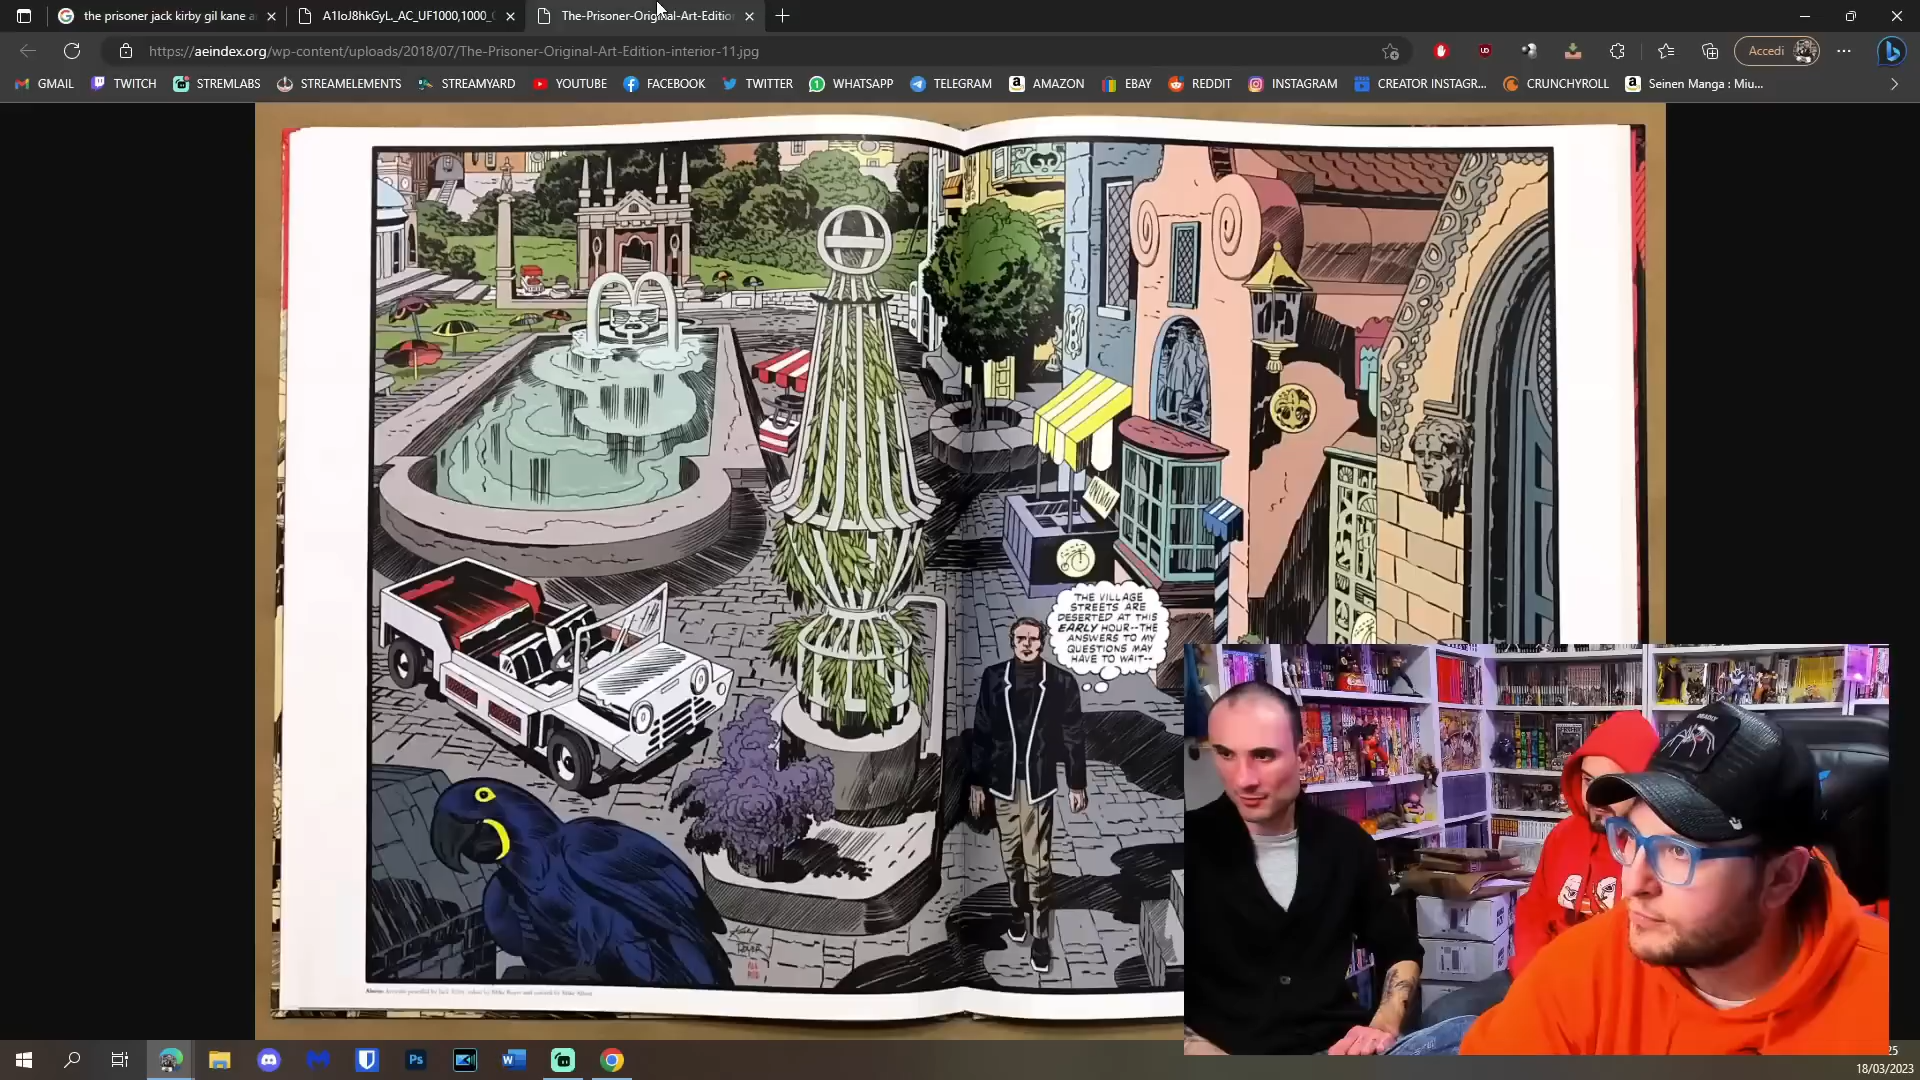 the prisoner jack kirby gil kane a
A1IoJ8hkGyL._AC_UF1000,1000_
The-Prisoner-Original-Art-Editio
https://aeindex.org/wp-content/uploads/2018/07/The-Prisoner-Original-Art-Edition-interior-11.jpg
Accedi
GMAIL TWITCH STREMLABS STREAMELEMENTS STREAMYARD YOUTUBE FACEBOOK TWITTER WHATSAPP TELEGRAM AMAZON EBAY REDDIT INSTAGRAM CREATOR INSTAGR... CRUNCHYROLL Seinen Manga : Miu...
THE VILLAGE
STREETS ARE
DESERTED AT THIS
EARLY HOUR--THE
ANSWERS TO MY
QUESTIONS MAY
HAVE TO WAIT--
25
18/03/2023